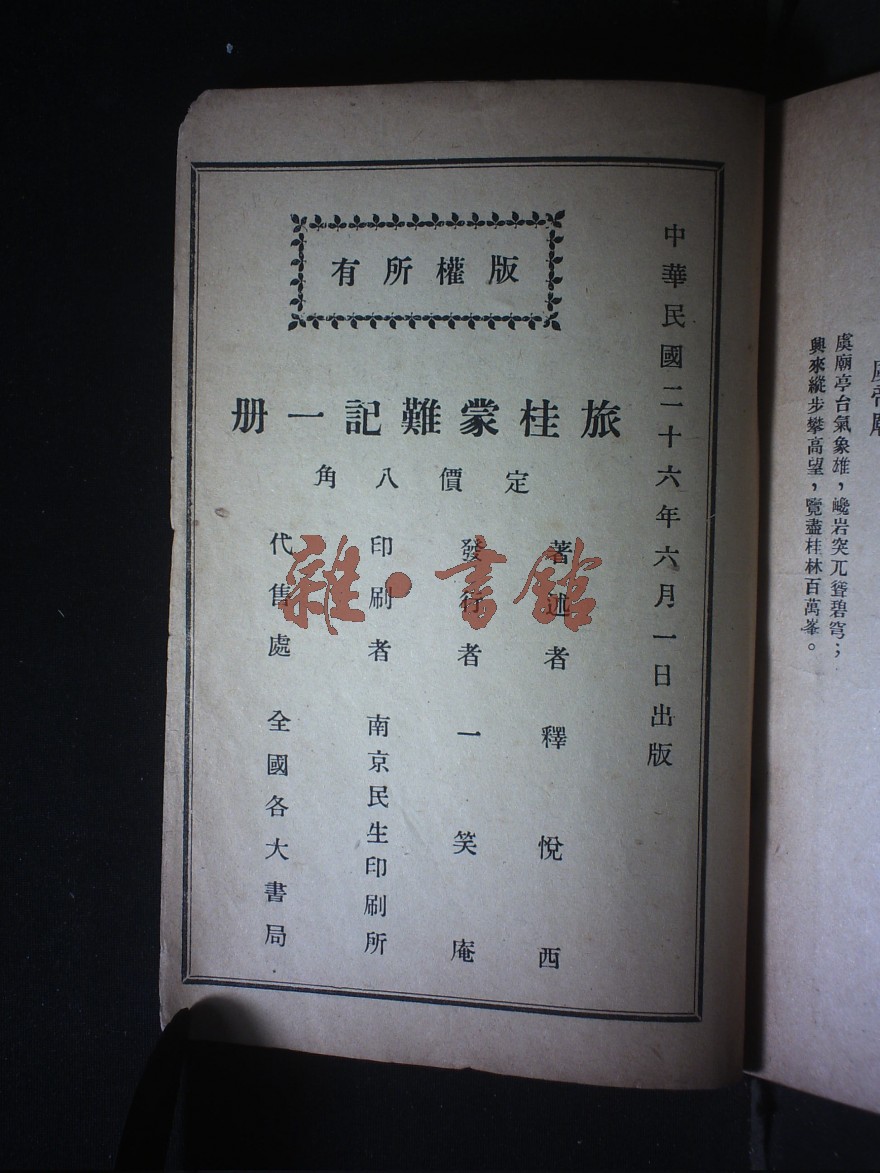 虞廟亭台氣象雄，巉岩突兀聳碧穹；
興來縱步攀高望，覽盡桂林百萬峯。
中華民國二十六年六月一日出版
版權所有
旅桂蒙難記一册
定價八角
著述者 釋悅西
發行者 一笑庵
印刷者 南京民生印刷所
代售處 全國各大書局
雜·書館